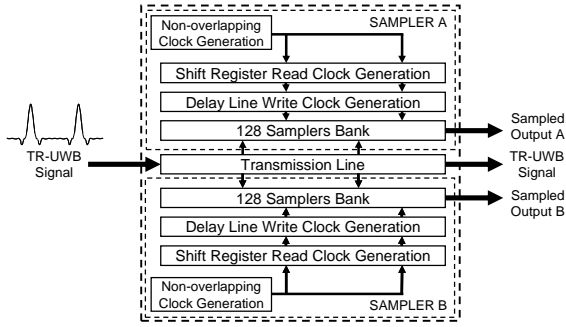 Non-overlapping
Clock Generation
SAMPLER A
Shift Register Read Clock Generation
Delay Line Write Clock Generation
128 Samplers Bank
Sampled
Output A
TR-UWB
Signal
Transmission Line
TR-UWB
Signal
128 Samplers Bank
Sampled
Output B
Delay Line Write Clock Generation
Shift Register Read Clock Generation
Non-overlapping
Clock Generation
SAMPLER B